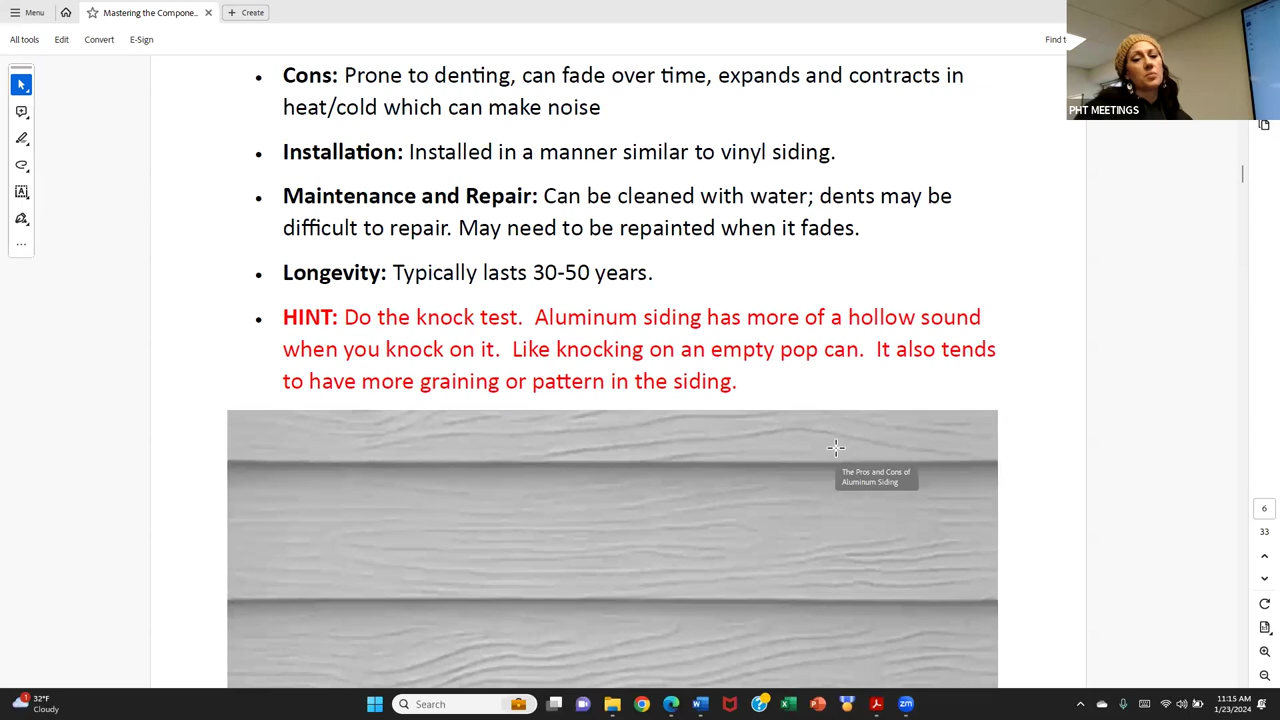 Menu
Mastering the Compone...
Create
All tools
Edit
Convert
E-Sign
Find t
PHT MEETINGS
• Cons: Prone to denting, can fade over time, expands and contracts in
heat/cold which can make noise
• Installation: Installed in a manner similar to vinyl siding.
• Maintenance and Repair: Can be cleaned with water; dents may be
difficult to repair. May need to be repainted when it fades.
• Longevity: Typically lasts 30-50 years.
• HINT: Do the knock test. Aluminum siding has more of a hollow sound
when you knock on it. Like knocking on an empty pop can. It also tends
to have more graining or pattern in the siding.
The Pros and Cons of
Aluminum Siding
6
33
1
32°F
Cloudy
Search
11:15 AM
1/23/2024